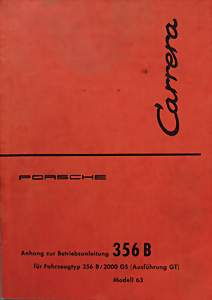 Carrera
PORSCHE
Anhang zur Betriebsanleitung 356 B
für Fahrzeugtyp 356 B/2000 GS (Ausführung GT)
Modell 63